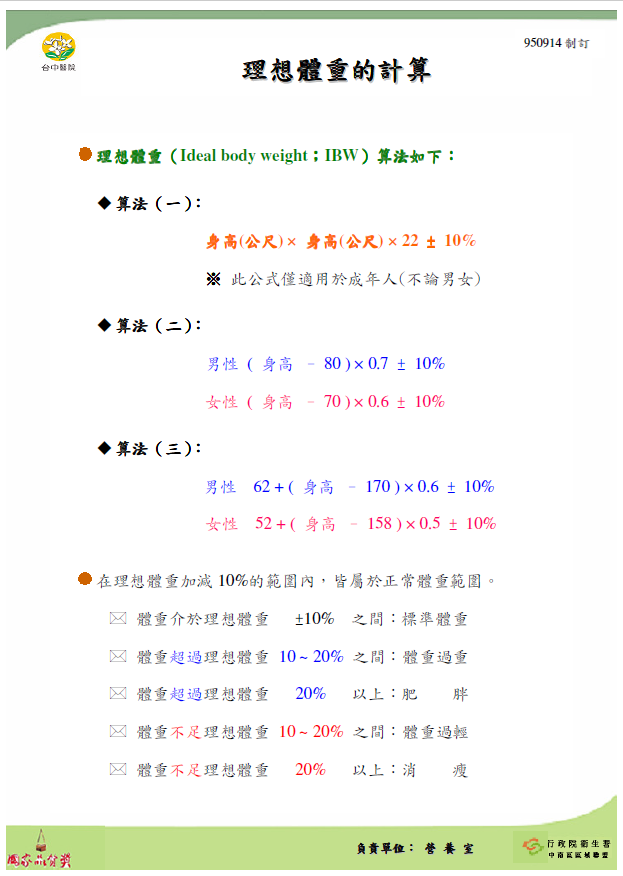 台中醫院
950914 制訂
理想體重的計算
理想體重（Ideal body weight；IBW）算法如下：
◆ 算法（一）：
身高(公尺) × 身高(公尺) × 22 ± 10%
※ 此公式僅適用於成年人(不論男女)
◆ 算法（二）：
男性 ( 身高 － 80 ) × 0.7 ± 10%
女性 ( 身高 － 70 ) × 0.6 ± 10%
◆ 算法（三）：
男性 62 + ( 身高 － 170 ) × 0.6 ± 10%
女性 52 + ( 身高 － 158 ) × 0.5 ± 10%
在理想體重加減 10%的範圍內，皆屬於正常體重範圍。
體重介於理想體重 ±10% 之間：標準體重
體重超過理想體重 10 ~ 20% 之間：體重過重
體重超過理想體重 20% 以上：肥 胖
體重不足理想體重 10 ~ 20% 之間：體重過輕
體重不足理想體重 20% 以上：消 瘦
國家品質獎
負責單位： 營 養 室
行政院衛生署
中南區區域聯盟